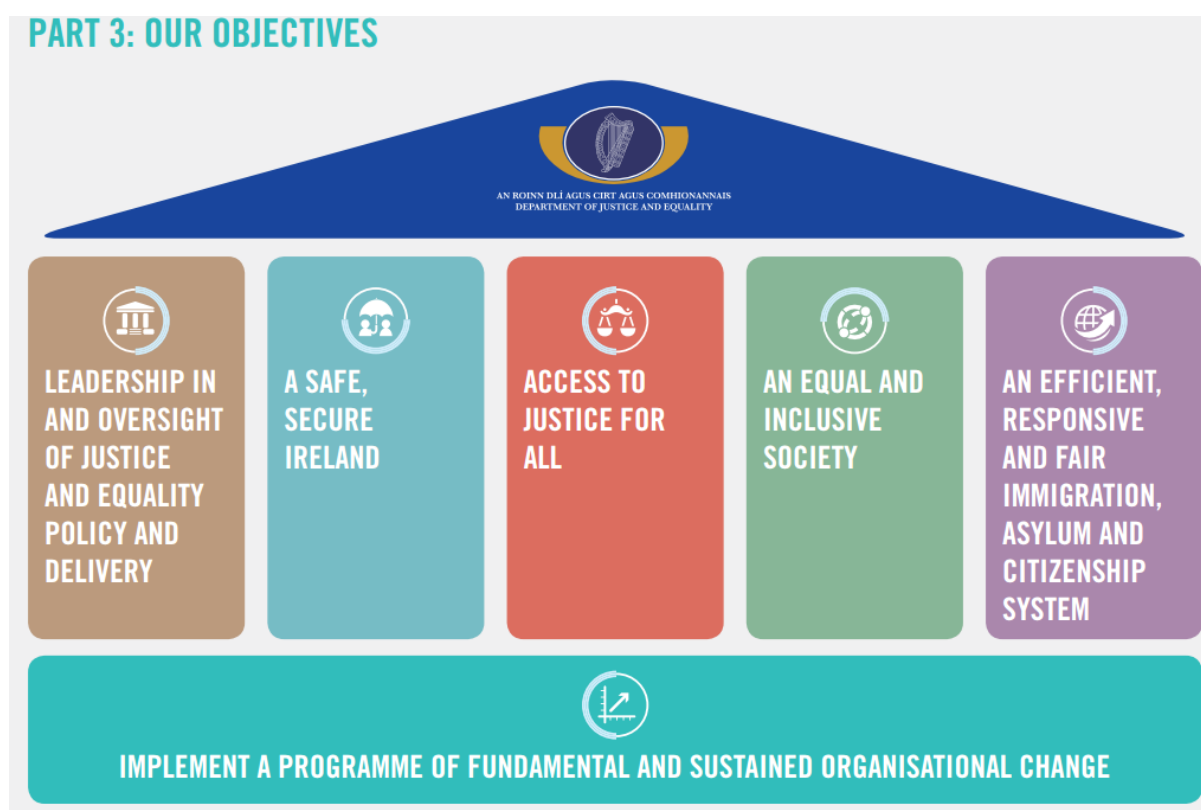 PART 3: OUR OBJECTIVES
AN ROINN DLÍ AGUS CIRT AGUS COMHIONANNAIS
DEPARTMENT OF JUSTICE AND EQUALITY
LEADERSHIP IN
AND OVERSIGHT
OF JUSTICE
AND EQUALITY
POLICY AND
DELIVERY
A SAFE,
SECURE
IRELAND
ACCESS TO
JUSTICE FOR
ALL
AN EQUAL AND
INCLUSIVE
SOCIETY
AN EFFICIENT,
RESPONSIVE
AND FAIR
IMMIGRATION,
ASYLUM AND
CITIZENSHIP
SYSTEM
IMPLEMENT A PROGRAMME OF FUNDAMENTAL AND SUSTAINED ORGANISATIONAL CHANGE